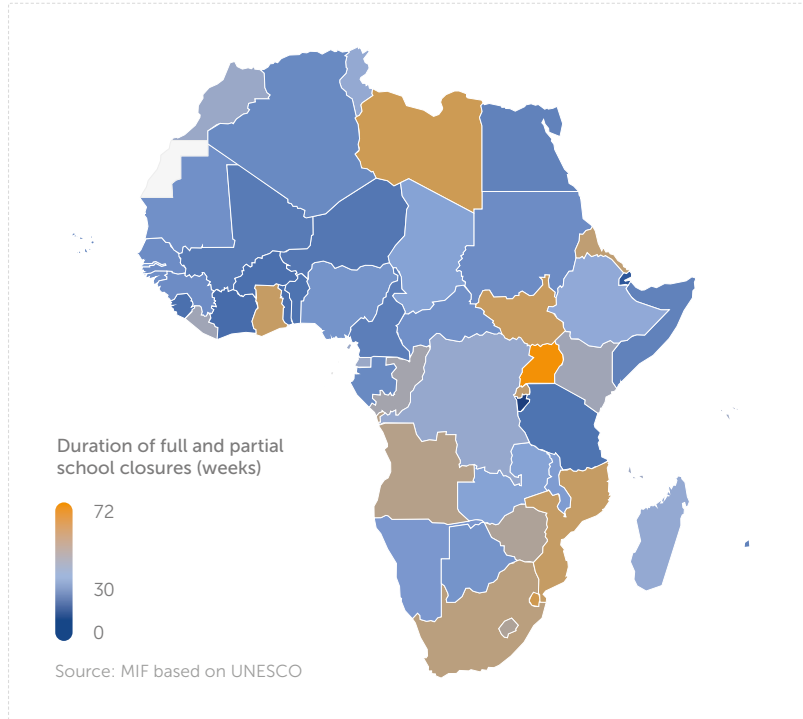 Duration of full and partial
school closures (weeks)
72
30
0
Source: MIF based on UNESCO